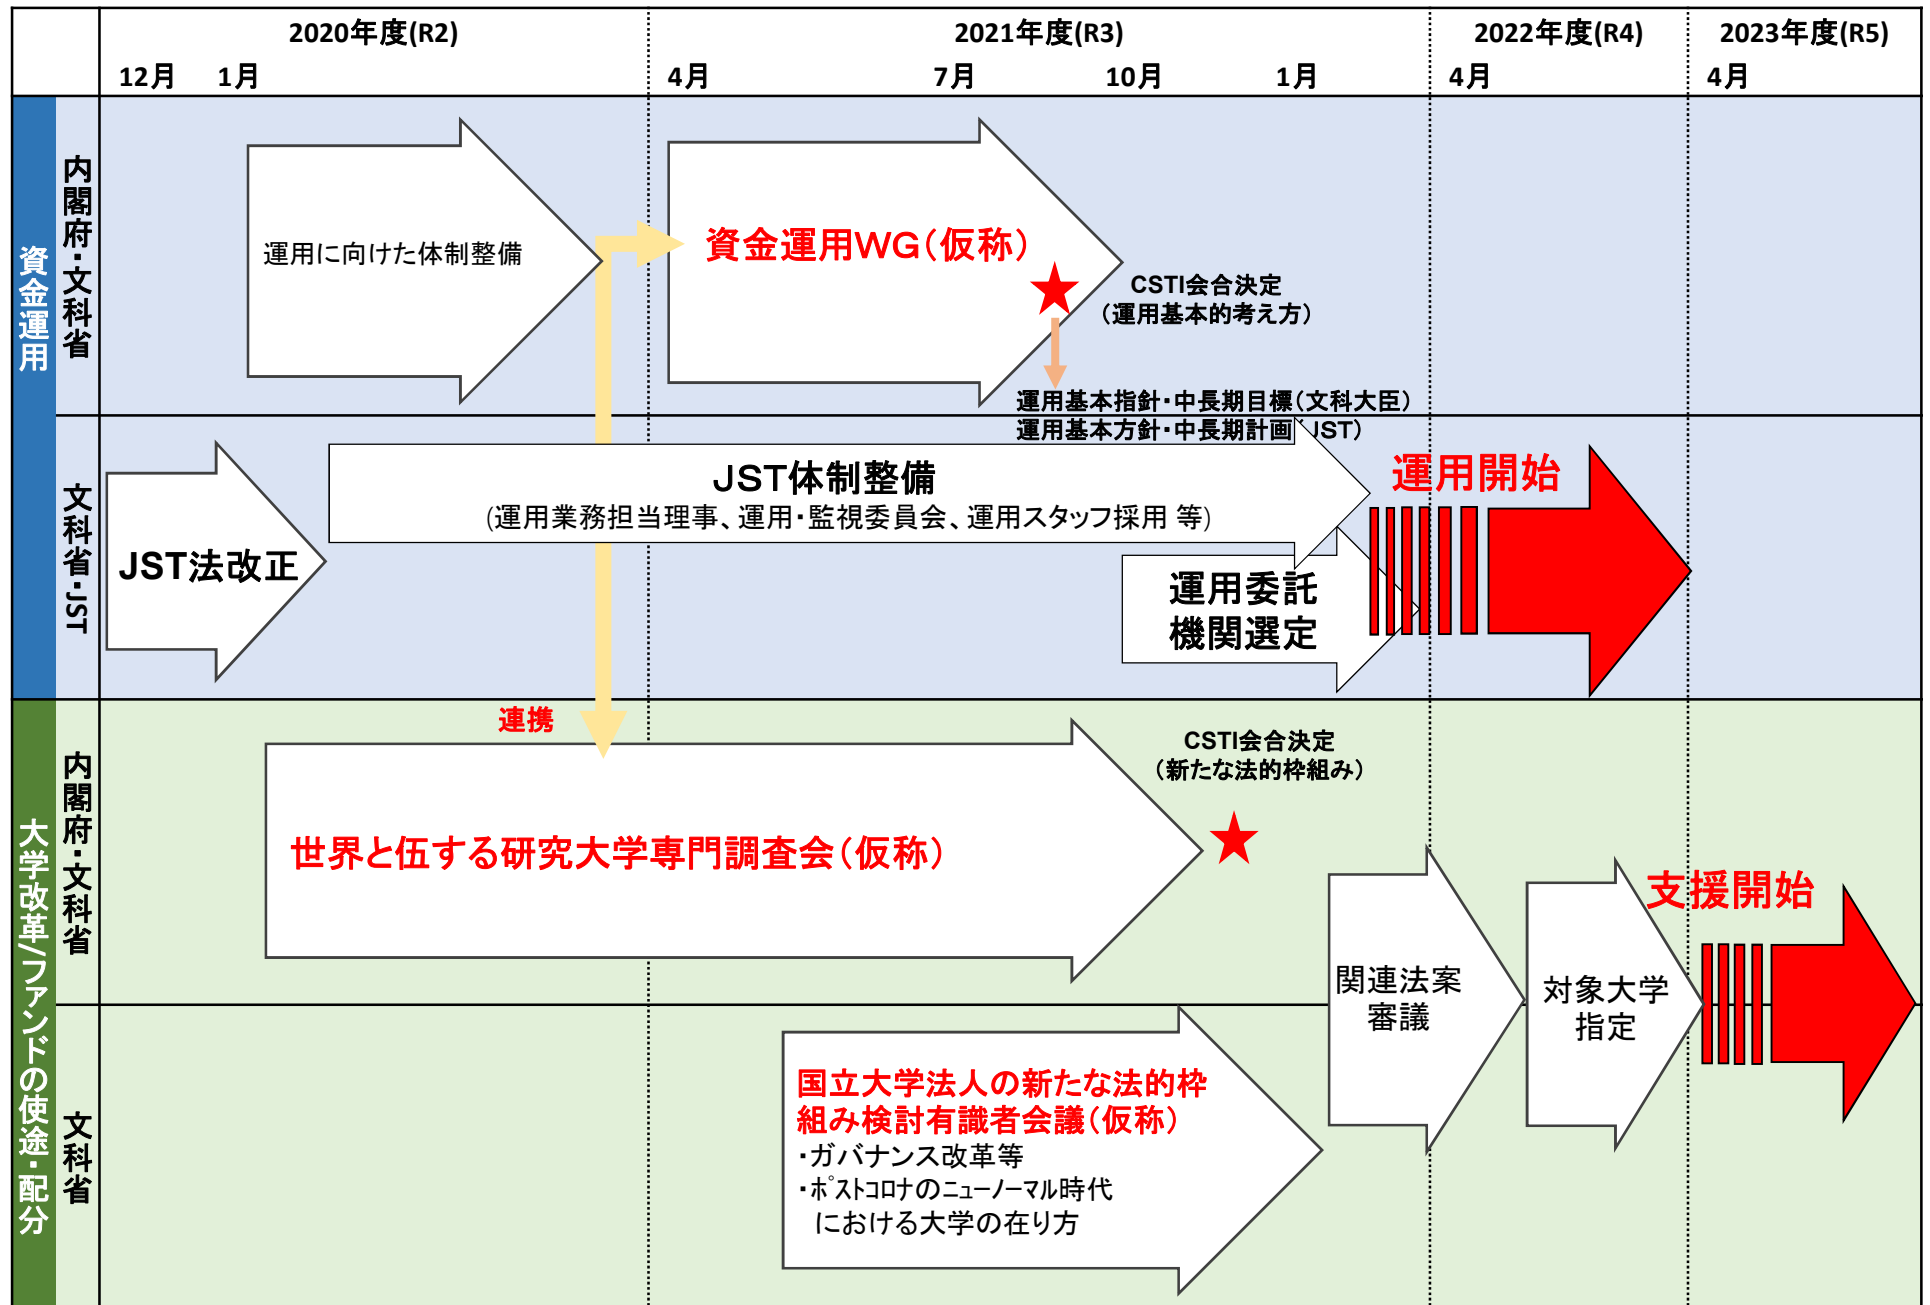 2020年度(R2)
2021年度(R3)
2022年度(R4)
2023年度(R5)
12月
1月
4月
7月
10月
1月
4月
4月
資金運用
内閣府・文科省
運用に向けた体制整備
資金運用WG(仮称)
CSTI会合決定
(運用基本的考え方)
運用基本指針・中長期目標(文科大臣)
運用基本方針・中長期計画(JST)
文科省・JST
JST法改正
JST体制整備
(運用業務担当理事、運用・監視委員会、運用スタッフ採用 等)
運用委託
機関選定
運用開始
大学改革/ファンドの使途・配分
内閣府・文科省
連携
世界と伍する研究大学専門調査会(仮称)
CSTI会合決定
(新たな法的枠組み)
関連法案
審議
対象大学
指定
支援開始
文科省
国立大学法人の新たな法的枠
組み検討有識者会議(仮称)
・ガバナンス改革等
・ﾎﾟｽﾄｺﾛﾅのﾆｭｰﾉｰﾏﾙ時代
における大学の在り方